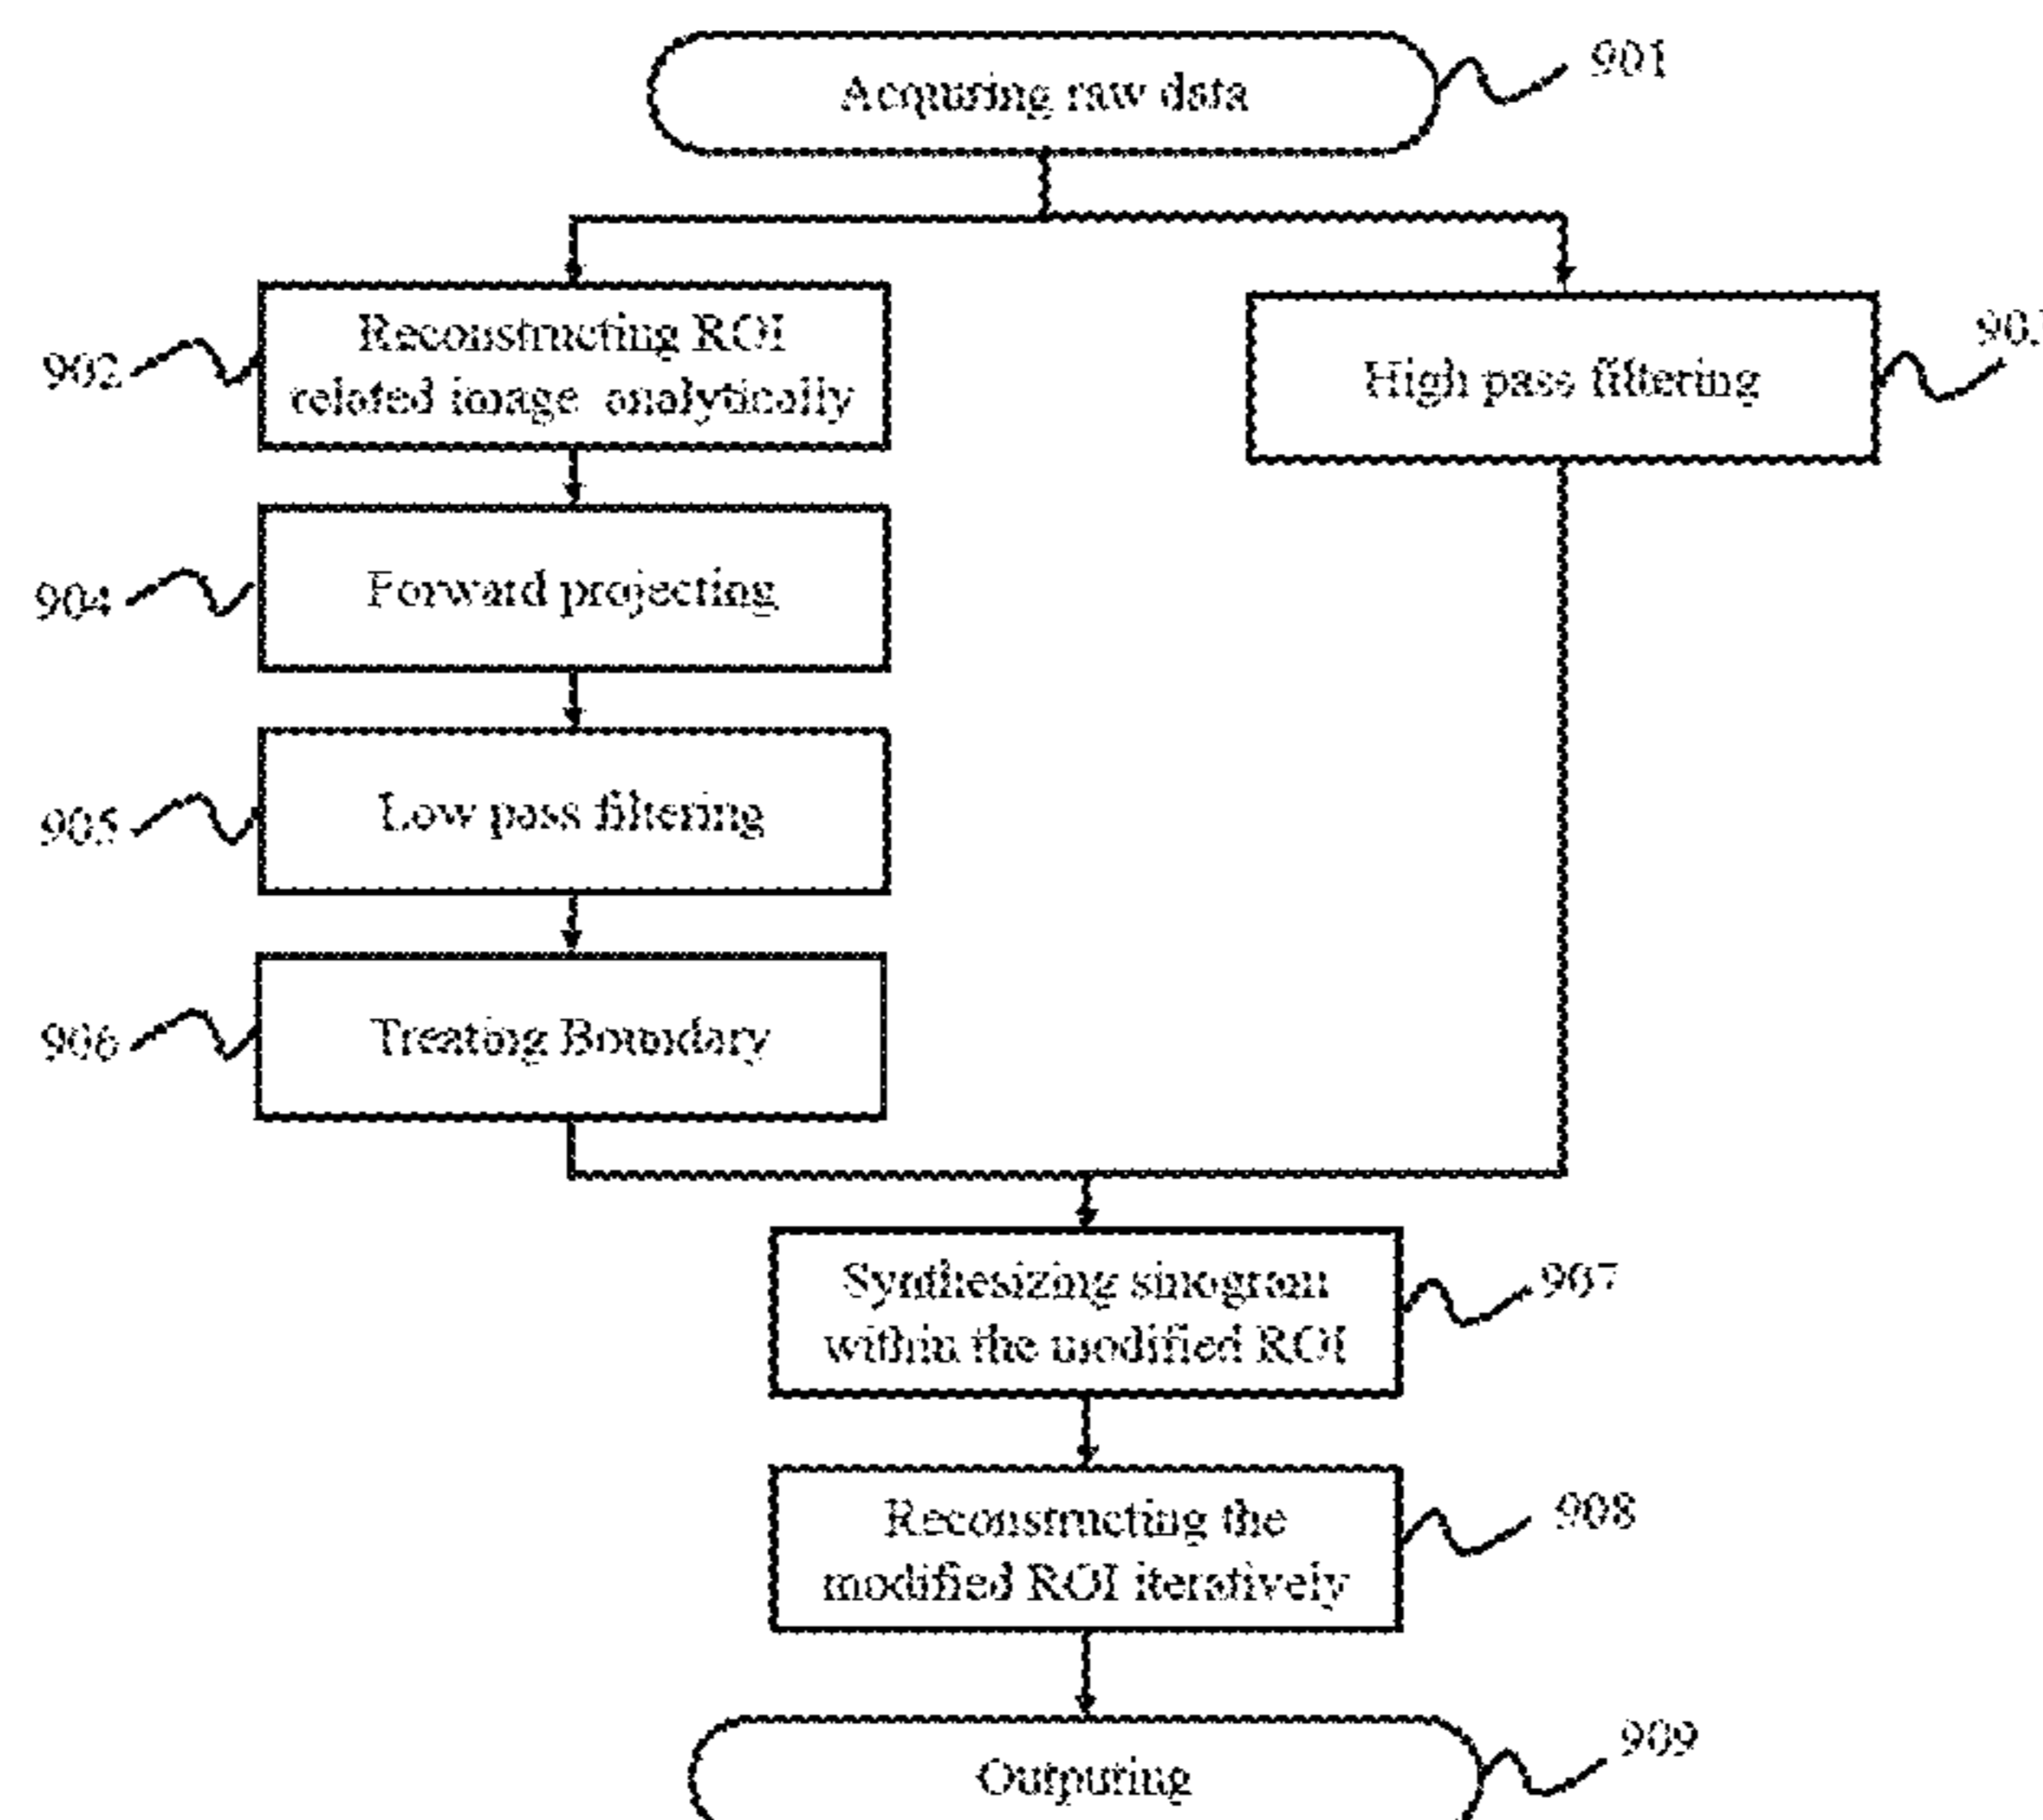 Acquiring raw data
901
Reconstructing ROI
related image analytically
902
High pass filtering
Forward projecting
904
Low pass filtering
905
Treating Boundary
906
Synthesizing sinogram
within the modified ROI
907
Reconstructing the
modified ROI iteratively
908
Outputing
909